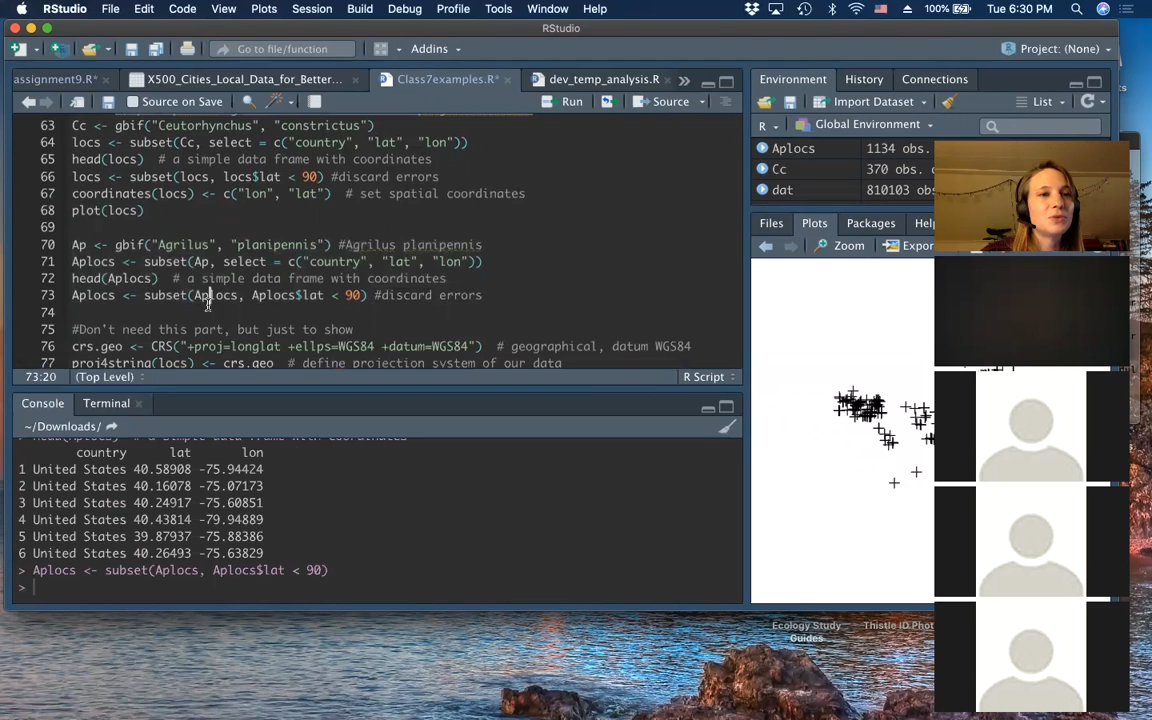 RStudio File Edit Code View Plots Session Build Debug Profile Tools Window Help 100% Tue 6:30 PM
RStudio
Go to file/function Addins Project: (None)
assignment9.R* X500_Cities_Local_Data_for_Better... Class7examples.R* dev_temp_analysis.R
Source on Save Run Source
63 Cc <- gbif("Ceutorhynchus", "constrictus")
64 locs <- subset(Cc, select = c("country", "lat", "lon"))
65 head(locs) # a simple data frame with coordinates
66 locs <- subset(locs, locs$lat < 90) #discard errors
67 coordinates(locs) <- c("lon", "lat") # set spatial coordinates
68 plot(locs)
69
70 Ap <- gbif("Agrilus", "planipennis") #Agrilus planipennis
71 Aplocs <- subset(Ap, select = c("country", "lat", "lon"))
72 head(Aplocs) # a simple data frame with coordinates
73 Aplocs <- subset(Aplocs, Aplocs$lat < 90) #discard errors
74
75 #Don't need this part, but just to show
76 crs.geo <- CRS("+proj=longlat +ellps=WGS84 +datum=WGS84") # geographical, datum WGS84
77 proj4string(locs) <- crs.geo # define projection system of our data
73:20 (Top Level) R Script
Console Terminal
~/Downloads/
> head(Aplocs) # a simple data frame with coordinates
country lat lon
1 United States 40.58908 -75.94424
2 United States 40.16078 -75.07173
3 United States 40.24917 -75.60851
4 United States 40.43814 -79.94889
5 United States 39.87937 -75.88386
6 United States 40.26493 -75.63829
> Aplocs <- subset(Aplocs, Aplocs$lat < 90)
>
Environment History Connections
Import Dataset List
R Global Environment
Aplocs 1134 obs.
Cc 370 obs.
dat 810103
Files Plots Packages
Zoom
Ecology Study
Guides